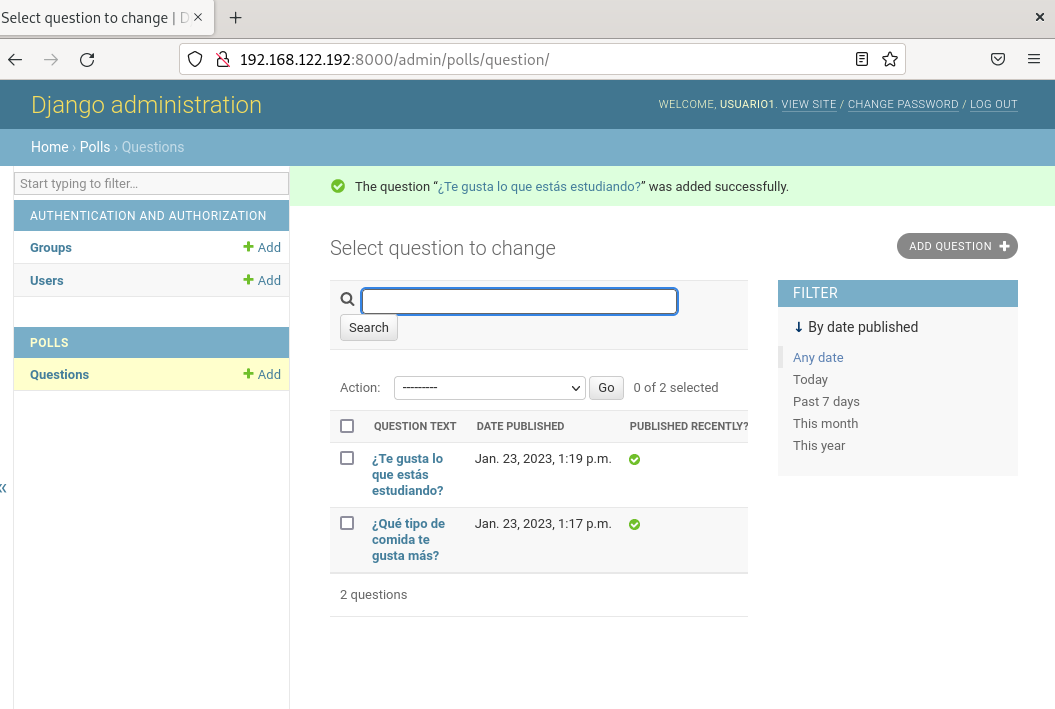 Select question to change | D
192.168.122.192:8000/admin/polls/question/
Django administration
WELCOME, USUARIO1. VIEW SITE / CHANGE PASSWORD / LOG OUT
Home › Polls › Questions
Start typing to filter…
AUTHENTICATION AND AUTHORIZATION
Groups + Add
Users + Add
POLLS
Questions + Add
«
The question “¿Te gusta lo que estás estudiando?” was added successfully.
Select question to change
ADD QUESTION +
Search
Action: --------- Go 0 of 2 selected
QUESTION TEXT DATE PUBLISHED PUBLISHED RECENTLY?
¿Te gusta lo Jan. 23, 2023, 1:19 p.m.
que estás
estudiando?
¿Qué tipo de Jan. 23, 2023, 1:17 p.m.
comida te
gusta más?
2 questions
FILTER
↓ By date published
Any date
Today
Past 7 days
This month
This year